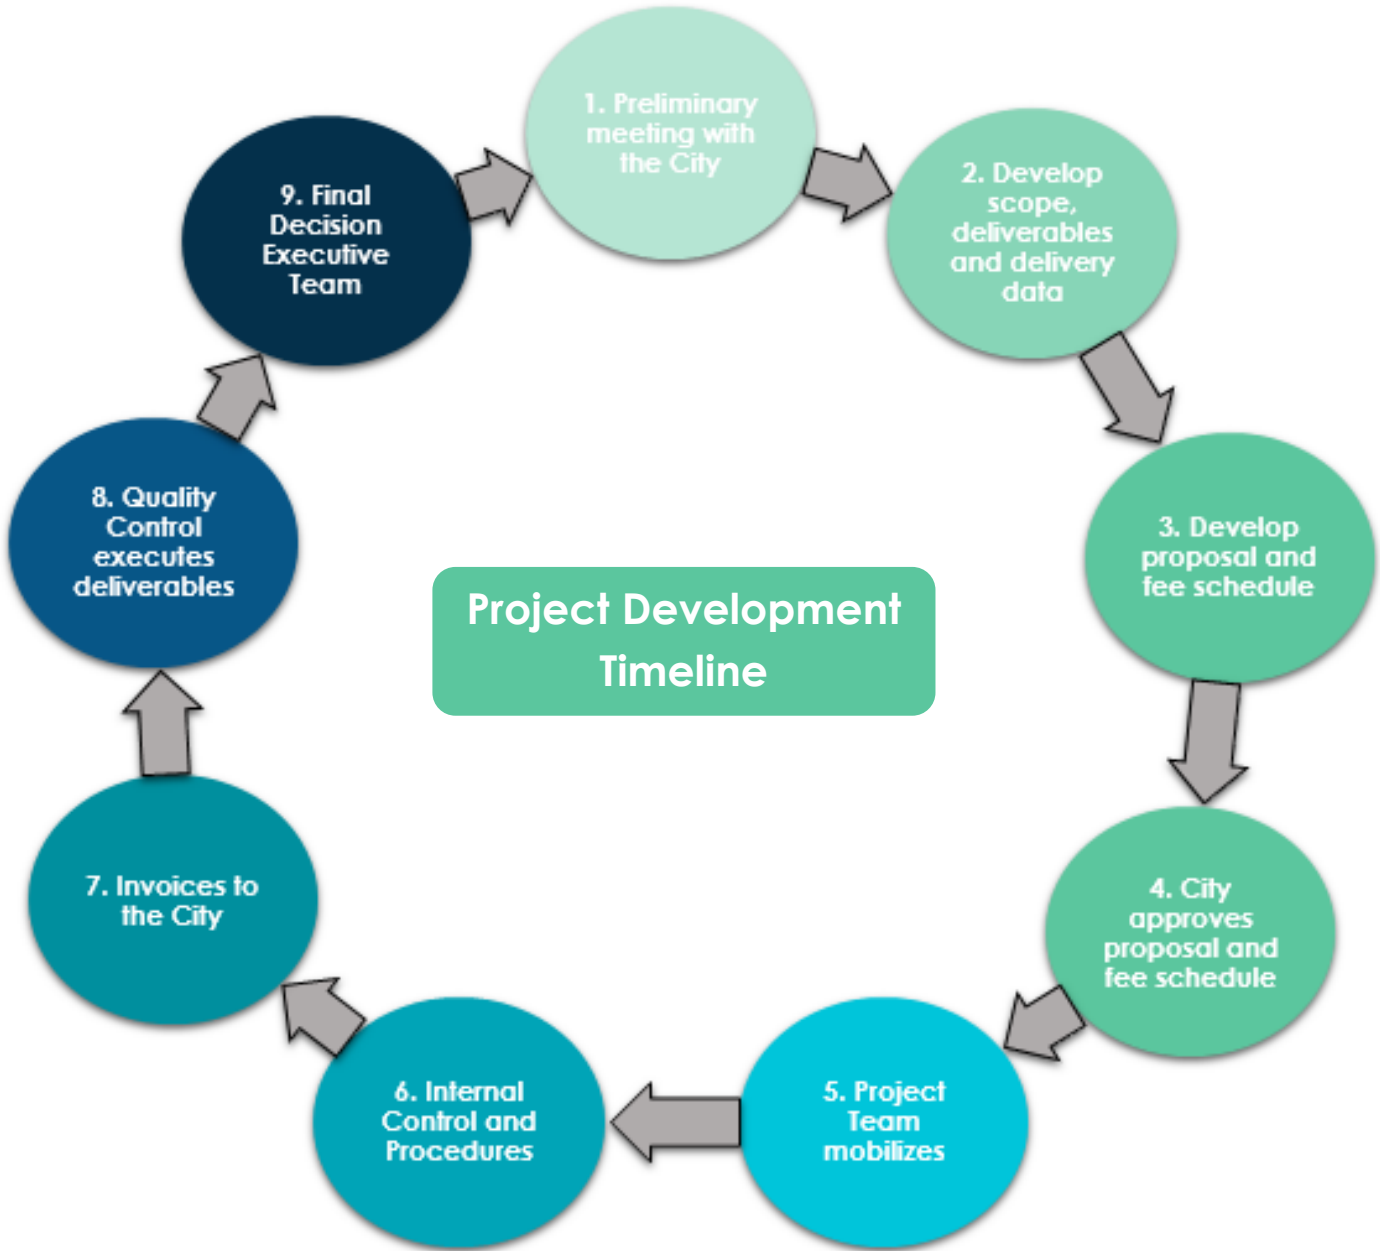 1. Preliminary
meeting with
the City
2. Develop
scope,
deliverables
and delivery
data
3. Develop
proposal and
fee schedule
4. City
approves
proposal and
fee schedule
5. Project
Team
mobilizes
6. Internal
Control and
Procedures
7. Invoices to
the City
8. Quality
Control
executes
deliverables
9. Final
Decision
Executive
Team
Project Development
Timeline